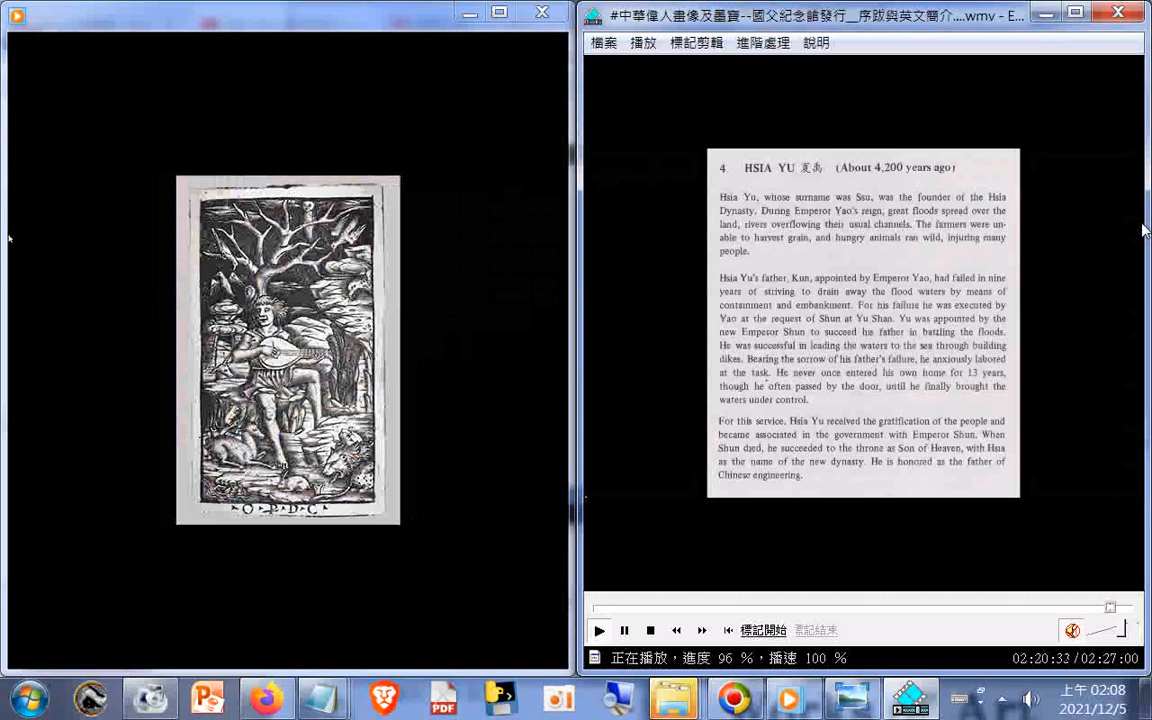 #中華偉人畫像及墨寶--國父紀念館發行__序跋與英文簡介....wmv - E...
檔案 播放 標記剪輯 進階處理 說明
4. HSIA YU 夏禹 (About 4,200 years ago)
Hsia Yu, whose surname was Ssu, was the founder of the Hsia
Dynasty. During Emperor Yao's reign, great floods spread over the
land, rivers overflowing their usual channels. The farmers were un-
able to harvest grain, and hungry animals ran wild, injuring many
people.
Hsia Yu's father, Kun, appointed by Emperor Yao, had failed in nine
years of striving to drain away the flood waters by means of
containment and embankment. For his failure he was executed by
Yao at the request of Shun at Yu Shan. Yu was appointed by the
new Emperor Shun to succeed his father in battling the floods.
He was successful in leading the waters to the sea through building
dikes. Bearing the sorrow of his father's failure, he anxiously labored
at the task. He never once entered his own home for 13 years,
though he often passed by the door, until he finally brought the
waters under control.
For this service, Hsia Yu received the gratification of the people and
became associated in the government with Emperor Shun. When
Shun died, he succeeded to the throne as Son of Heaven, with Hsia
as the name of the new dynasty. He is honored as the father of
Chinese engineering.
·O·P·D·C·
標記開始 標記結束
正在播放，進度 96 %，播速 100 %
02:20:33 / 02:27:00
PDF
上午 02:08
2021/12/5